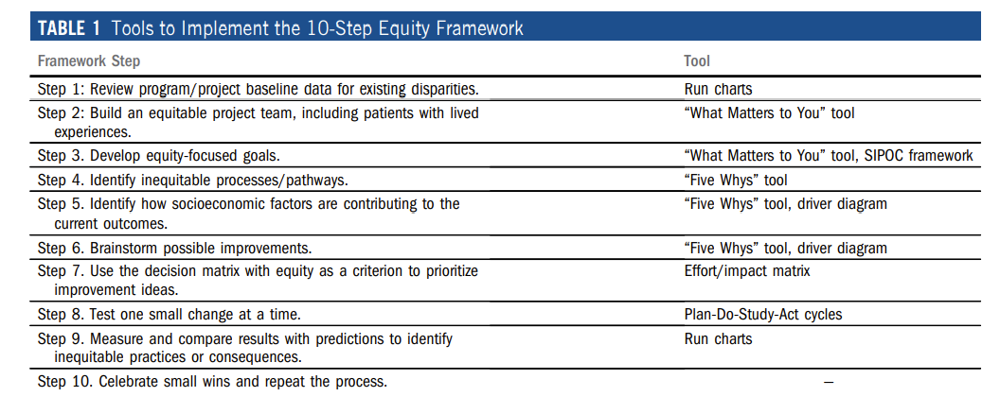 TABLE 1 Tools to Implement the 10-Step Equity Framework
Framework Step Tool
Step 1: Review program/project baseline data for existing disparities. Run charts
Step 2: Build an equitable project team, including patients with lived “What Matters to You” tool
experiences.
Step 3. Develop equity-focused goals. “What Matters to You” tool, SIPOC framework
Step 4. Identify inequitable processes/pathways. “Five Whys” tool
Step 5. Identify how socioeconomic factors are contributing to the “Five Whys” tool, driver diagram
current outcomes.
Step 6. Brainstorm possible improvements. “Five Whys” tool, driver diagram
Step 7. Use the decision matrix with equity as a criterion to prioritize Effort/impact matrix
improvement ideas.
Step 8. Test one small change at a time. Plan-Do-Study-Act cycles
Step 9. Measure and compare results with predictions to identify Run charts
inequitable practices or consequences.
Step 10. Celebrate small wins and repeat the process. —